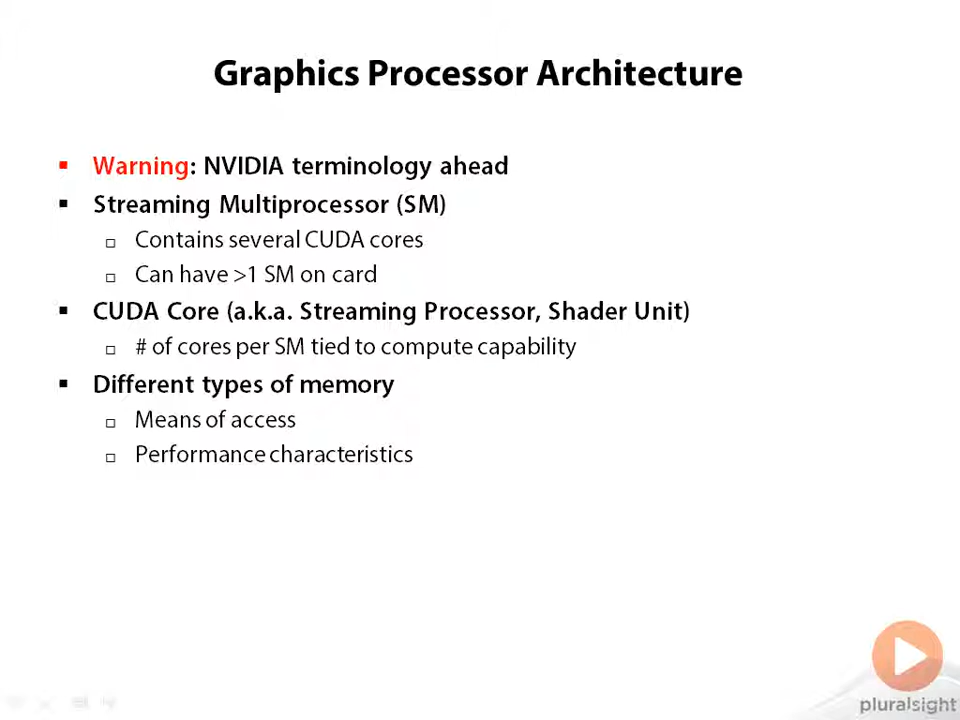 Graphics Processor Architecture
Warning: NVIDIA terminology ahead
Streaming Multiprocessor (SM)
Contains several CUDA cores
Can have >1 SM on card
CUDA Core (a.k.a. Streaming Processor, Shader Unit)
# of cores per SM tied to compute capability
Different types of memory
Means of access
Performance characteristics
pluralsight